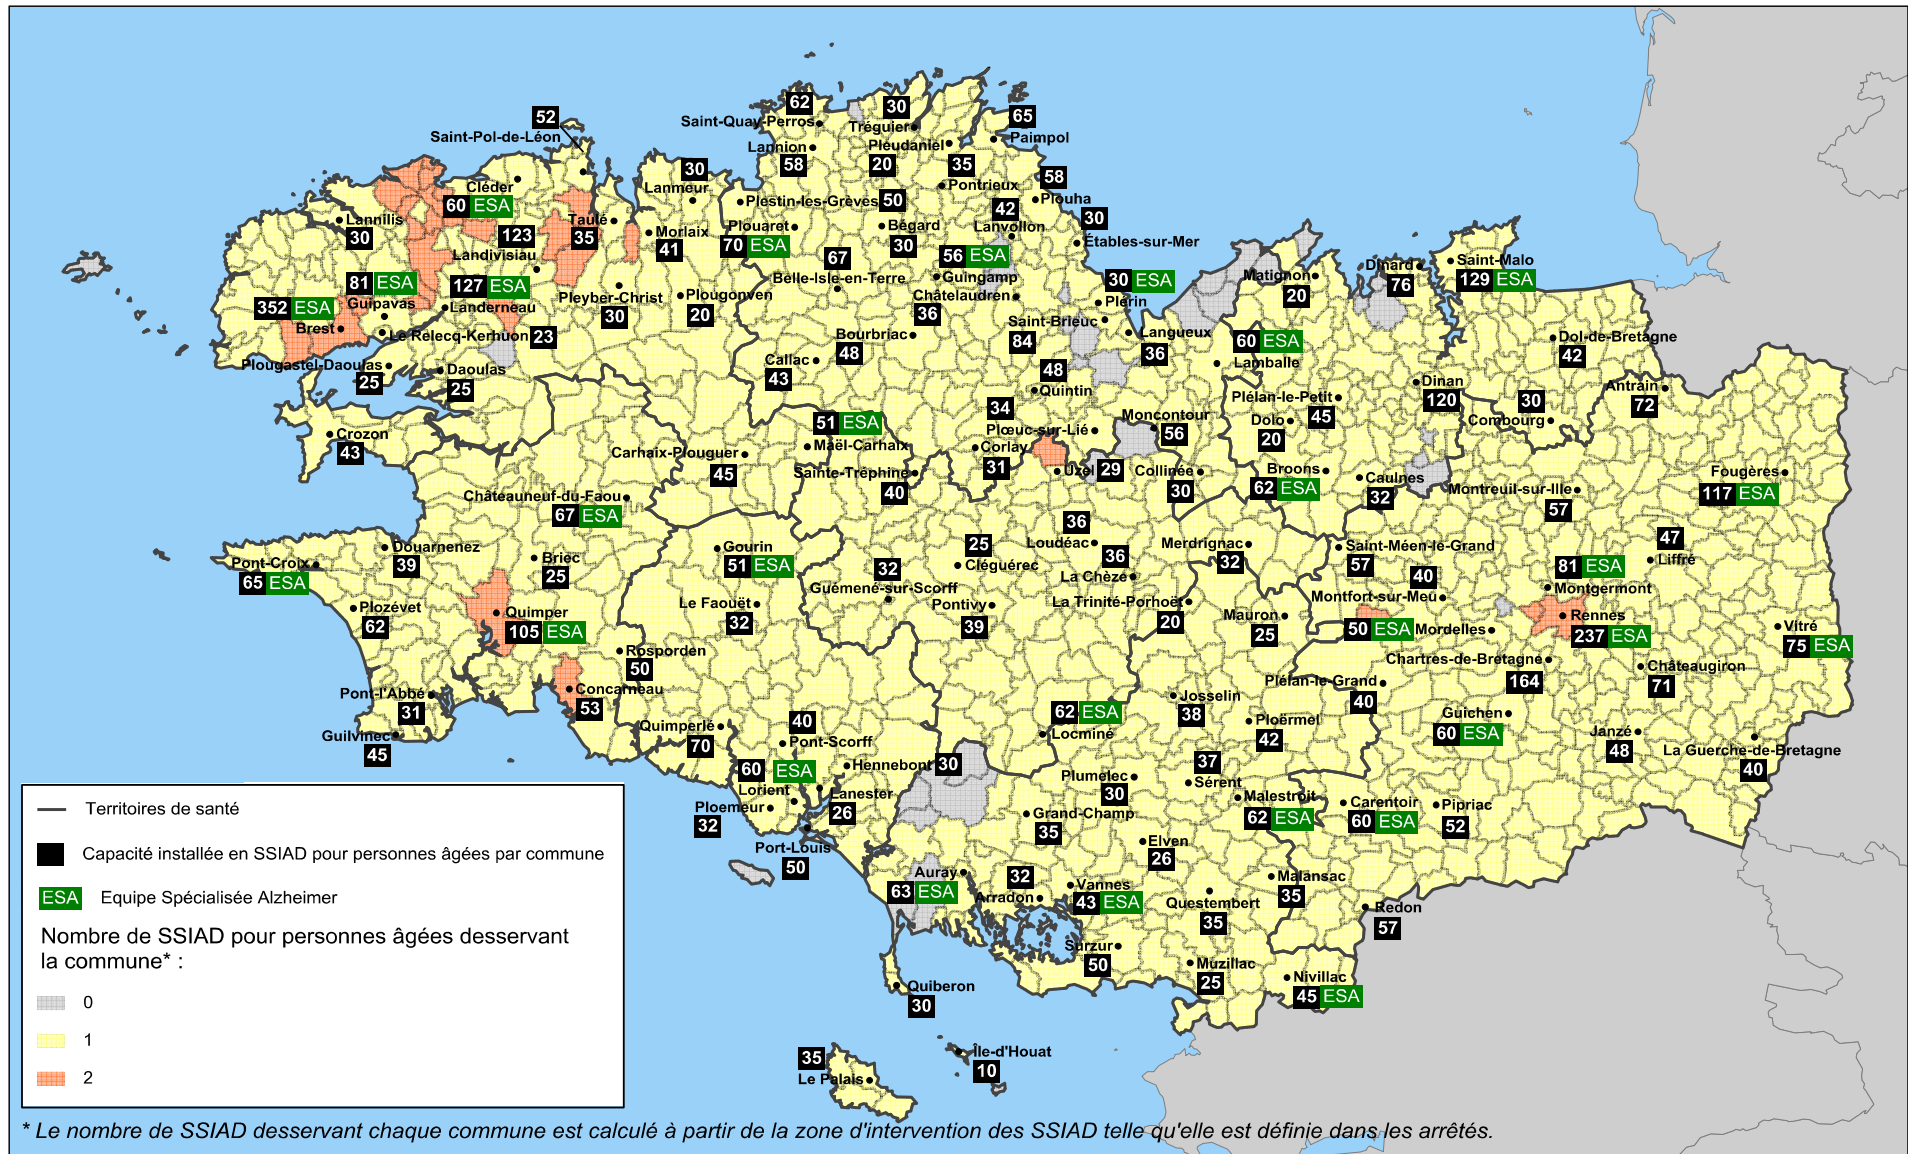 52
Saint-Pol-de-Léon
62
Saint-Quay-Perros
30
Tréguier
65
Paimpol
Lannion
58
Pleudaniel
20
35
30
Lanmeur
Cléder
60 ESA
Pontrieux
58
Plouha
Plestin-les-Grèves
50
42
Lanvollon
30
Étables-sur-Mer
Lannilis
30
123
Landivisiau
Taulé
35
Morlaix
41
Plouaret
70 ESA
Bégard
30
56 ESA
Guingamp
67
Belle-Isle-en-Terre
Châtelaudren
36
30 ESA
Plérin
Matignon
20
Dinard
76
Saint-Malo
129 ESA
81 ESA
Guipavas
127 ESA
Landerneau
352 ESA
Brest
Pleyber-Christ
30
Plougonven
20
Le Relecq-Kerhuon
23
Bourbriac
48
Saint-Brieuc
84
Langueux
36
60 ESA
Lamballe
Dol-de-Bretagne
42
Plougastel-Daoulas
25
Daoulas
25
Callac
43
48
Quintin
Dinan
120
Antrain
72
Plélan-le-Petit
45
30
Combourg
34
Plœuc-sur-Lié
Moncontour
56
Dolo
20
51 ESA
Maël-Carhaix
Crozon
43
Carhaix-Plouguer
45
Corlay
31
Sainte-Tréphine
40
Uzel
29
Collinée
30
Broons
62 ESA
Caulnes
32
Montreuil-sur-Ille
57
Fougères
117 ESA
Châteauneuf-du-Faou
67 ESA
36
Loudéac
36
La Chèze
Merdrignac
32
Saint-Méen-le-Grand
57
47
Liffré
Douarnenez
39
Pont-Croix
65 ESA
Briec
25
Gourin
51 ESA
25
Cléguérec
32
Guémené-sur-Scorff
81 ESA
Montgermont
40
Montfort-sur-Meu
Plozévet
62
Quimper
105 ESA
Le Faouët
32
Pontivy
39
La Trinité-Porhoët
20
Mauron
25
50 ESA
Mordelles
Rennes
237 ESA
Vitré
75 ESA
Rosporden
50
Chartres-de-Bretagne
164
Châteaugiron
71
Pont-l'Abbé
31
Concarneau
53
Plélan-le-Grand
40
Josselin
38
62 ESA
Locminé
Ploërmel
42
Guichen
60 ESA
Janzé
48
La Guerche-de-Bretagne
40
Guilvinec
45
Quimperlé
70
40
Pont-Scorff
Hennebont
30
60 ESA
Lorient
Lanester
26
Ploemeur
32
Port-Louis
50
Plumelec
30
37
Sérent
Malestroit
62 ESA
Carentoir
60 ESA
Pipriac
52
Grand-Champ
35
Elven
26
Auray
63 ESA
32
Arradon
Vannes
43 ESA
Questembert
35
Malansac
35
Redon
57
Surzur
50
Muzillac
25
Nivillac
45 ESA
Quiberon
30
35
Le Palais
Île-d'Houat
10
Territoires de santé
Capacité installée en SSIAD pour personnes âgées par commune
ESA Equipe Spécialisée Alzheimer
Nombre de SSIAD pour personnes âgées desservant
la commune* :
0
1
2
* Le nombre de SSIAD desservant chaque commune est calculé à partir de la zone d'intervention des SSIAD telle qu'elle est définie dans les arrêtés.